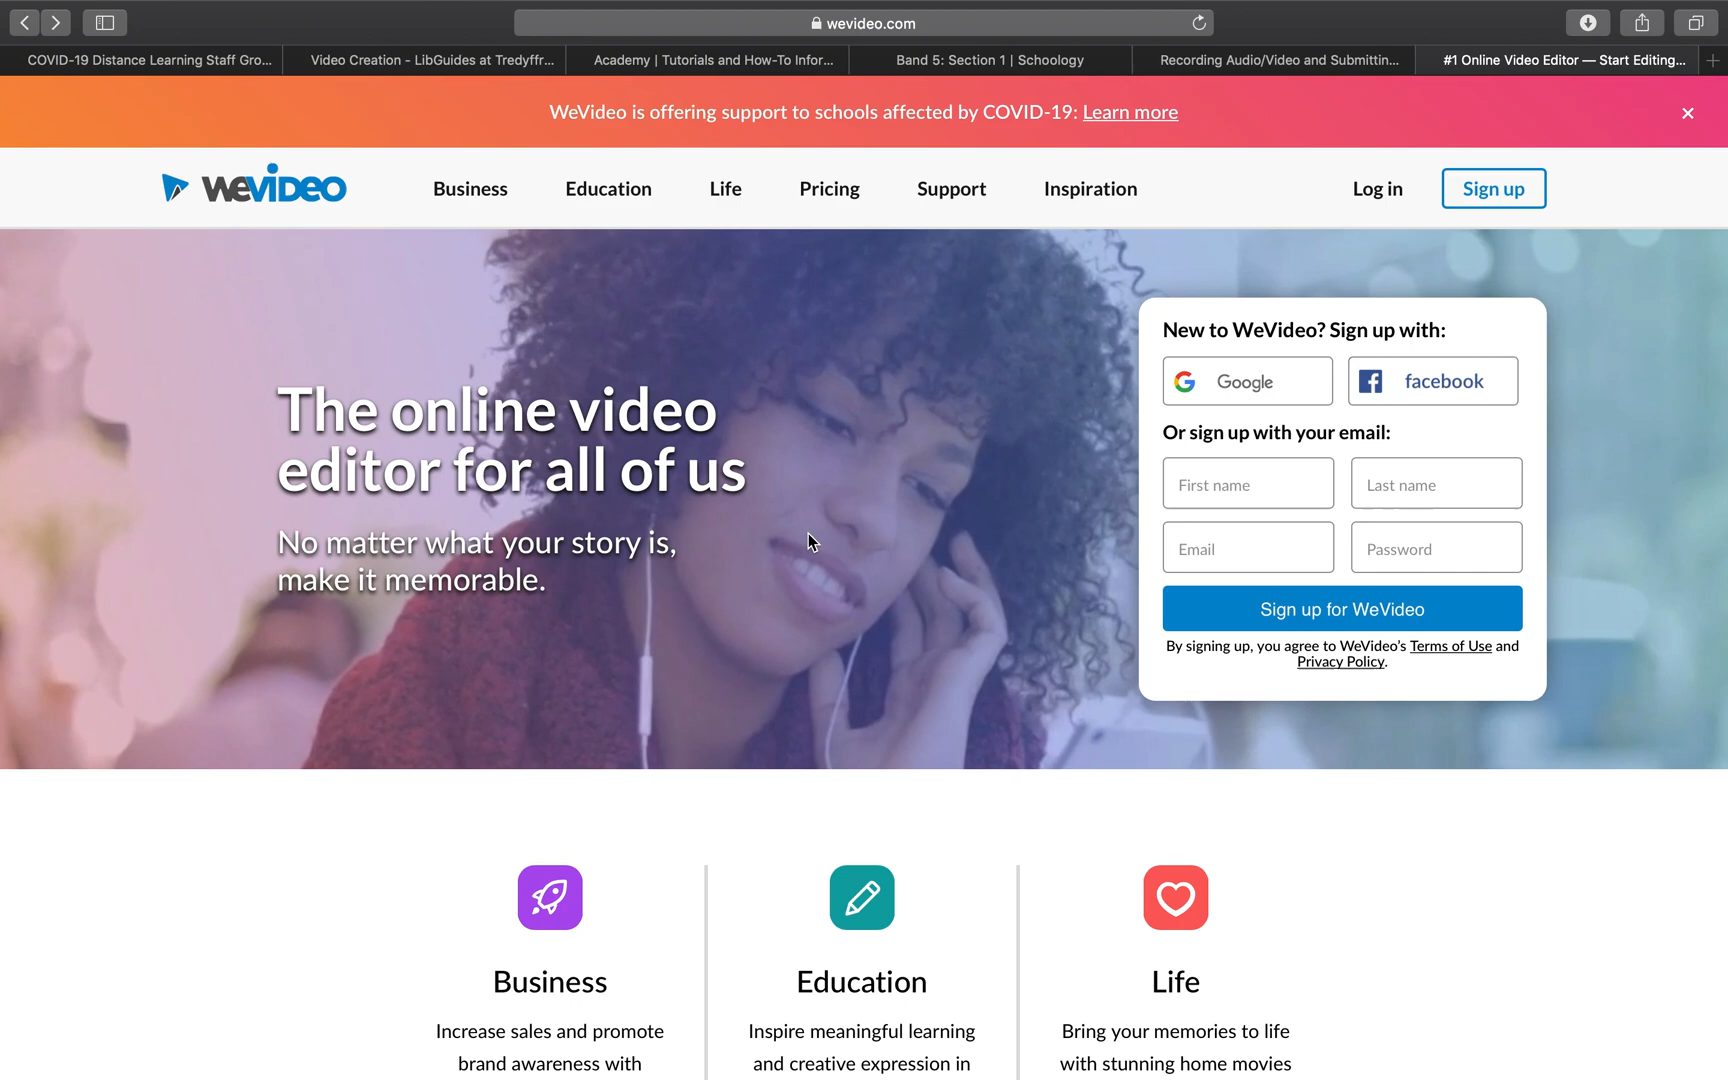 wevideo.com
COVID-19 Distance Learning Staff Gro...
Video Creation - LibGuides at Tredyffr...
Academy | Tutorials and How-To Infor...
Band 5: Section 1 | Schoology
Recording Audio/Video and Submittin...
#1 Online Video Editor — Start Editing...
WeVideo is offering support to schools affected by COVID-19: Learn more
WEVIDEO
Business
Education
Life
Pricing
Support
Inspiration
Log in
Sign up
The online video
editor for all of us
No matter what your story is,
make it memorable.
New to WeVideo? Sign up with:
Google
facebook
Or sign up with your email:
First name
Last name
Email
Password
Sign up for WeVideo
By signing up, you agree to WeVideo's Terms of Use and
Privacy Policy.
Business
Increase sales and promote
brand awareness with
Education
Inspire meaningful learning
and creative expression in
Life
Bring your memories to life
with stunning home movies